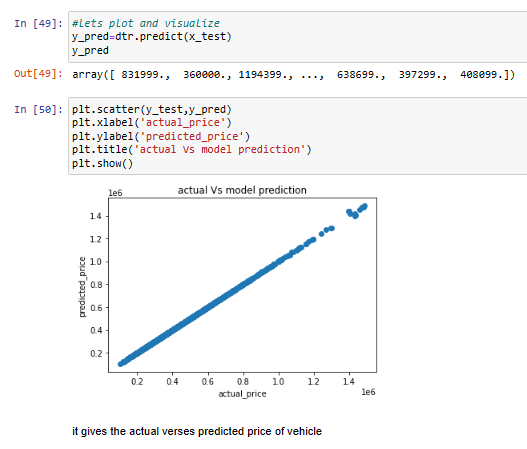 In [49]: #Lets plot and visualize
y_pred=dtr.predict(x_test)
y_pred
Out[49]: array([ 831999.,  360000., 1194399., ...,  638699.,  397299.,  408099.])
In [50]: plt.scatter(y_test,y_pred)
plt.xlabel('actual_price')
plt.ylabel('predicted_price')
plt.title('actual Vs model prediction')
plt.show()
1e6
actual Vs model prediction
1.4
1.2
1.0
0.8
0.6
0.4
0.2
predicted_price
0.2 0.4 0.6 0.8 1.0 1.2 1.4
actual_price
1e6
it gives the actual verses predicted price of vehicle